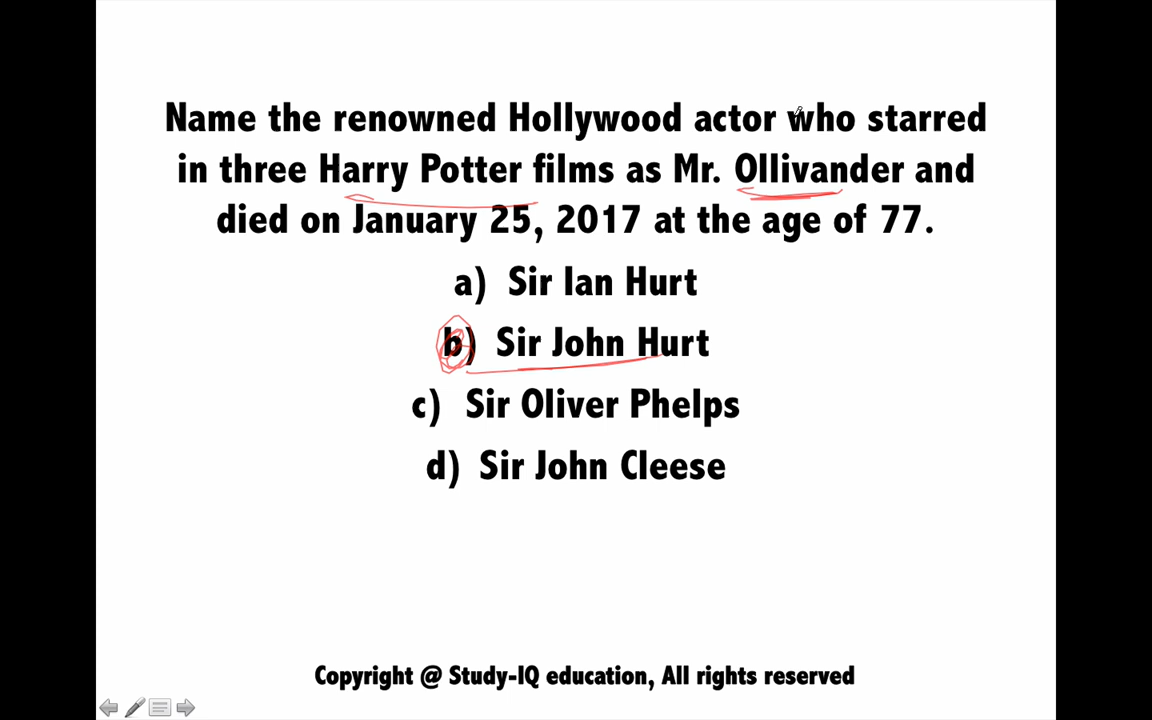 Name the renowned Hollywood actor who starred
in three Harry Potter films as Mr. Ollivander and
died on January 25, 2017 at the age of 77.
a) Sir Ian Hurt
b) Sir John Hurt
c) Sir Oliver Phelps
d) Sir John Cleese
Copyright @ Study-IQ education, All rights reserved